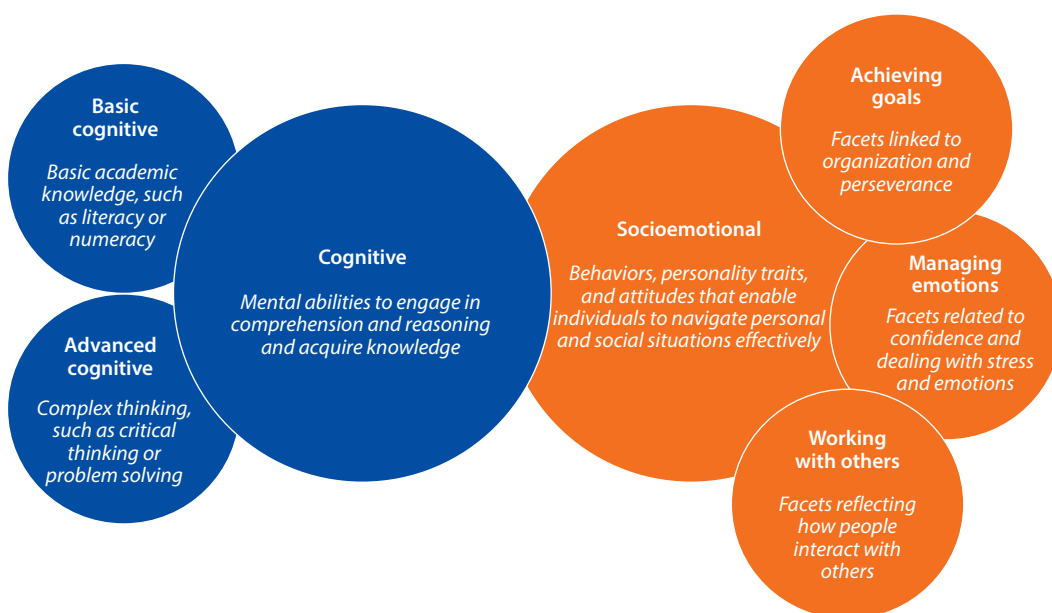 Basic
cognitive
Basic academic
knowledge, such
as literacy or
numeracy
Advanced
cognitive
Complex thinking,
such as critical
thinking or
problem solving
Cognitive
Mental abilities to engage in
comprehension and reasoning
and acquire knowledge
Socioemotional
Behaviors, personality traits,
and attitudes that enable
individuals to navigate personal
and social situations effectively
Achieving
goals
Facets linked to
organization and
perseverance
Managing
emotions
Facets related to
confidence and
dealing with stress
and emotions
Working
with others
Facets reflecting
how people
interact with
others